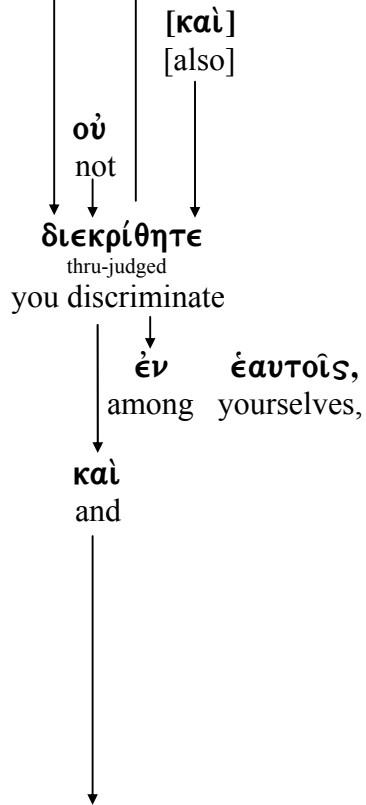 [καὶ]
[also]
οὐ
not
διεκρίθητε
thru-judged
you discriminate
ἐν ἑαυτοῖς,
among yourselves,
καὶ
and